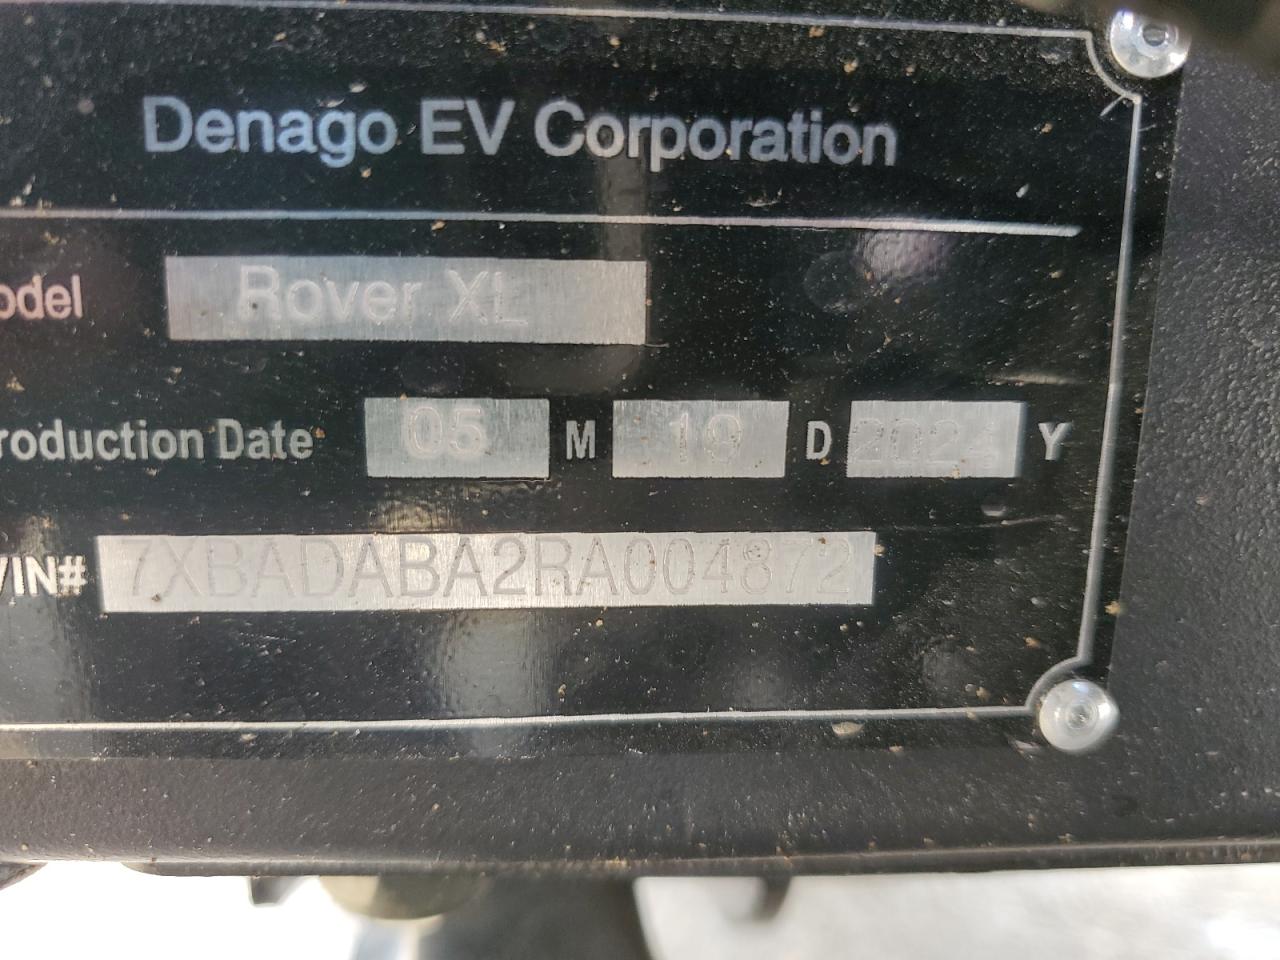 Denago EV Corporation
odel Rover XL
roduction Date 05 M 19 D 2024 Y
VIN# 7XBADABA2RA004872